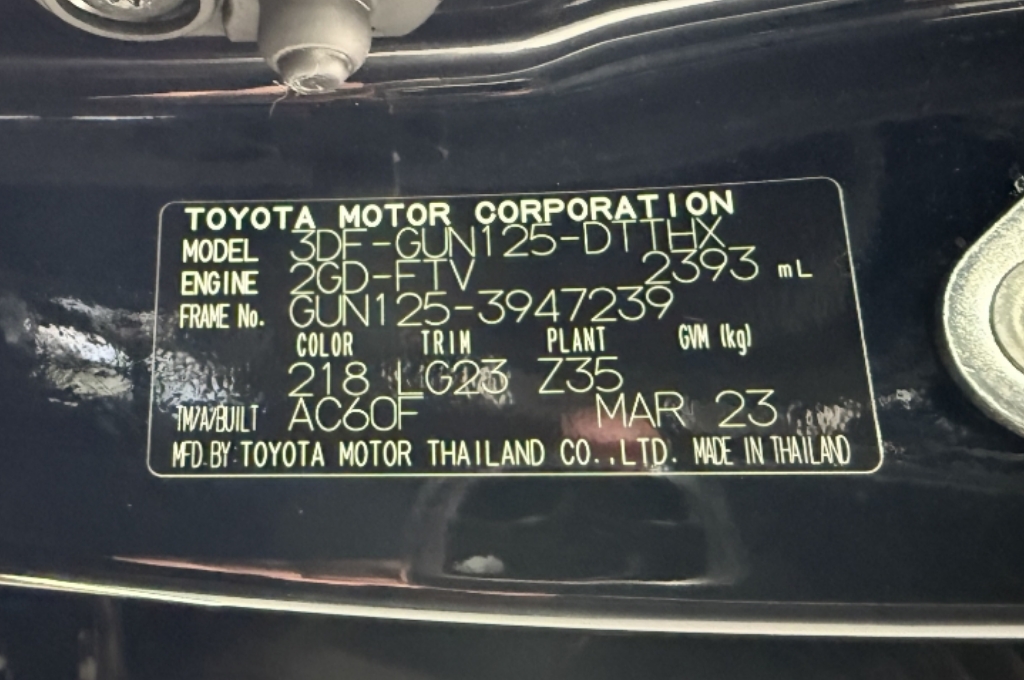 TOYOTA MOTOR CORPORATION
MODEL 3DF-GUN125-DTTHX
ENGINE 2GD-FTV 2393 mL
FRAME No. GUN125-3947239
COLOR TRIM PLANT GVM (kg)
218 LG23 Z35
TM/A/BUILT AC60F MAR 23
MFD BY TOYOTA MOTOR THAILAND CO.,LTD. MADE IN THAILAND